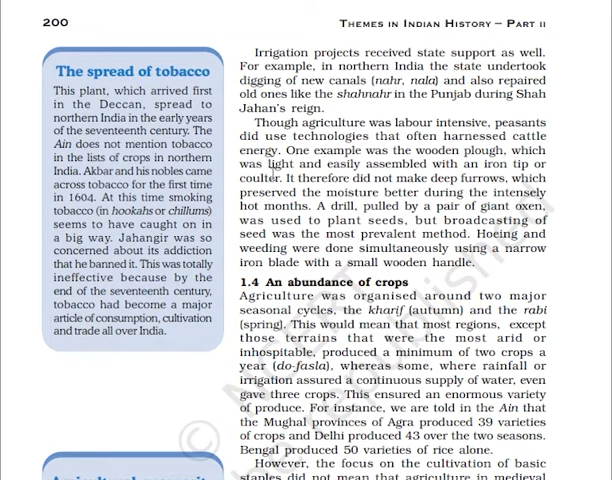 200
THEMES IN INDIAN HISTORY – PART II
The spread of tobacco
This plant, which arrived first
in the Deccan, spread to
northern India in the early years
of the seventeenth century. The
Ain does not mention tobacco
in the lists of crops in northern
India. Akbar and his nobles came
across tobacco for the first time
in 1604. At this time smoking
tobacco (in hookahs or chillums)
seems to have caught on in
a big way. Jahangir was so
concerned about its addiction
that he banned it. This was totally
ineffective because by the
end of the seventeenth century,
tobacco had become a major
article of consumption, cultivation
and trade all over India.
Irrigation projects received state support as well.
For example, in northern India the state undertook
digging of new canals (nahr, nala) and also repaired
old ones like the shahnahr in the Punjab during Shah
Jahan's reign.
Though agriculture was labour intensive, peasants
did use technologies that often harnessed cattle
energy. One example was the wooden plough, which
was light and easily assembled with an iron tip or
coulter. It therefore did not make deep furrows, which
preserved the moisture better during the intensely
hot months. A drill, pulled by a pair of giant oxen,
was used to plant seeds, but broadcasting of
seed was the most prevalent method. Hoeing and
weeding were done simultaneously using a narrow
iron blade with a small wooden handle.
1.4 An abundance of crops
Agriculture was organised around two major
seasonal cycles, the kharif (autumn) and the rabi
(spring). This would mean that most regions, except
those terrains that were the most arid or
inhospitable, produced a minimum of two crops a
year (do-fasla), whereas some, where rainfall or
irrigation assured a continuous supply of water, even
gave three crops. This ensured an enormous variety
of produce. For instance, we are told in the Ain that
the Mughal provinces of Agra produced 39 varieties
of crops and Delhi produced 43 over the two seasons.
Bengal produced 50 varieties of rice alone.
However, the focus on the cultivation of basic
staples did not mean that agriculture in medieval
© NCERT
be republished